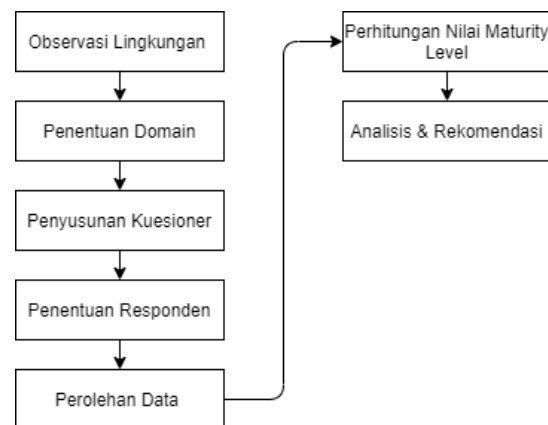 Observasi Lingkungan
Penentuan Domain
Penyusunan Kuesioner
Penentuan Responden
Perolehan Data
Perhitungan Nilai Maturity
Level
Analisis & Rekomendasi